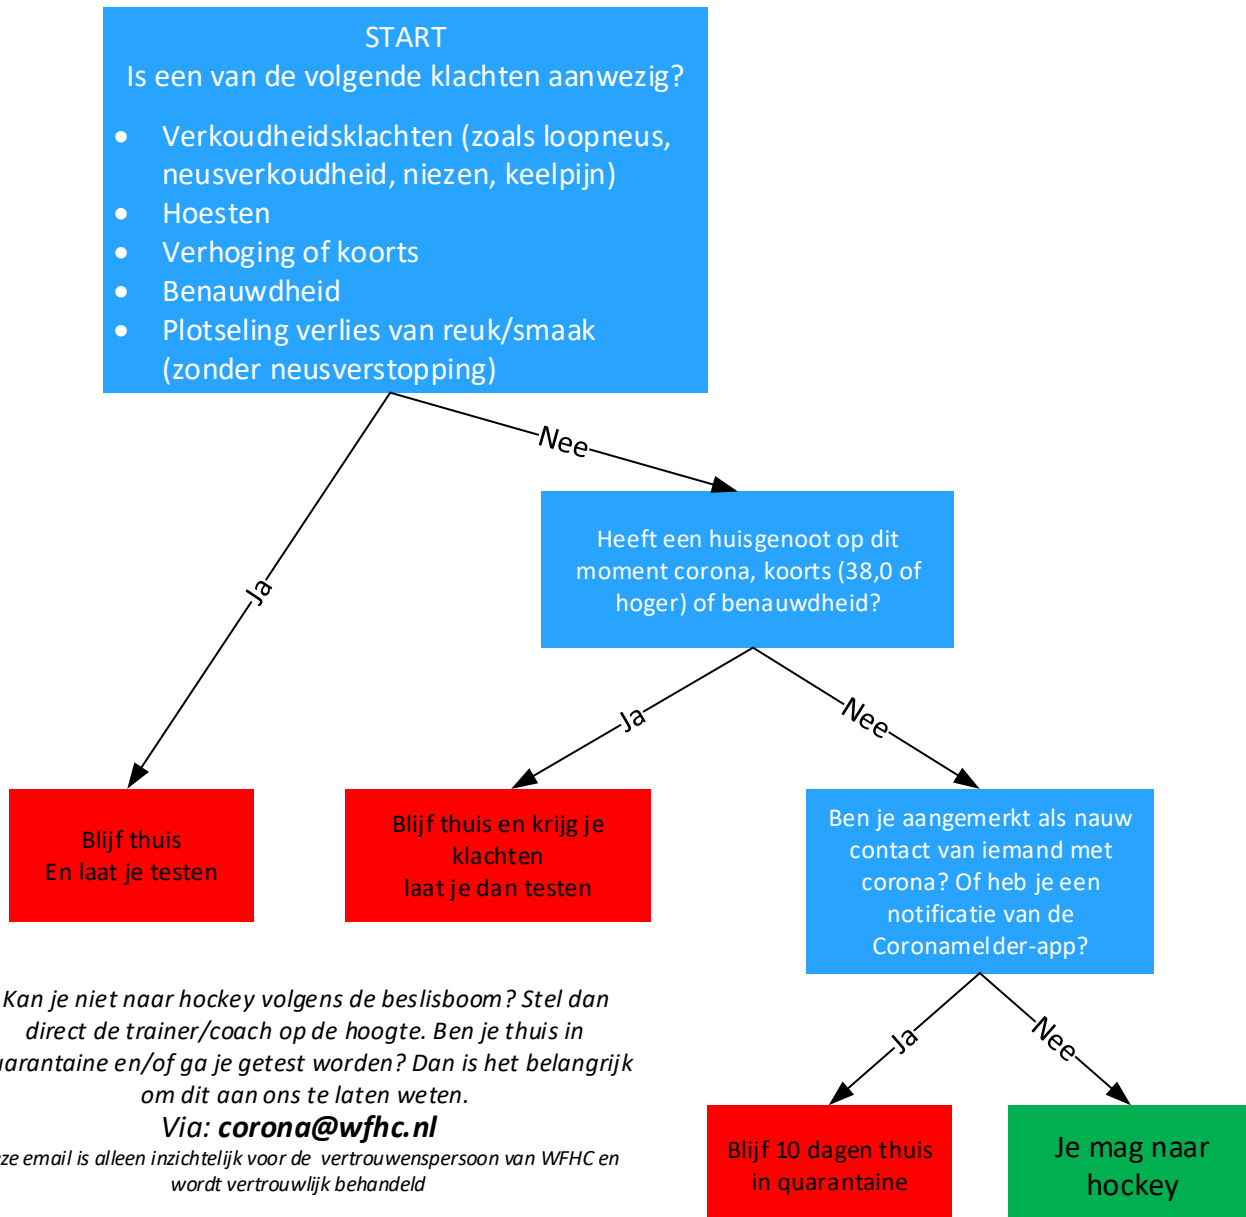 START
Is een van de volgende klachten aanwezig?
• Verkoudheidsklachten (zoals loopneus,
neusverkoudheid, niezen, keelpijn)
• Hoesten
• Verhoging of koorts
• Benauwdheid
• Plotseling verlies van reuk/smaak
(zonder neusverstopping)
Nee
Heeft een huisgenoot op dit
moment corona, koorts (38,0 of
hoger) of benauwdheid?
Ja
Ja
Nee
Blijf thuis
En laat je testen
Blijf thuis en krijg je
klachten
laat je dan testen
Ben je aangemerkt als nauw
contact van iemand met
corona? Of heb je een
notificatie van de
Coronamelder-app?
Kan je niet naar hockey volgens de beslisboom? Stel dan
direct de trainer/coach op de hoogte. Ben je thuis in
uarantaine en/of ga je getest worden? Dan is het belangrijk
om dit aan ons te laten weten.
Via: corona@wfhc.nl
ze email is alleen inzichtelijk voor de vertrouwenspersoon van WFHC en
wordt vertrouwlijk behandeld
Ja
Nee
Blijf 10 dagen thuis
in quarantaine
Je mag naar
hockey